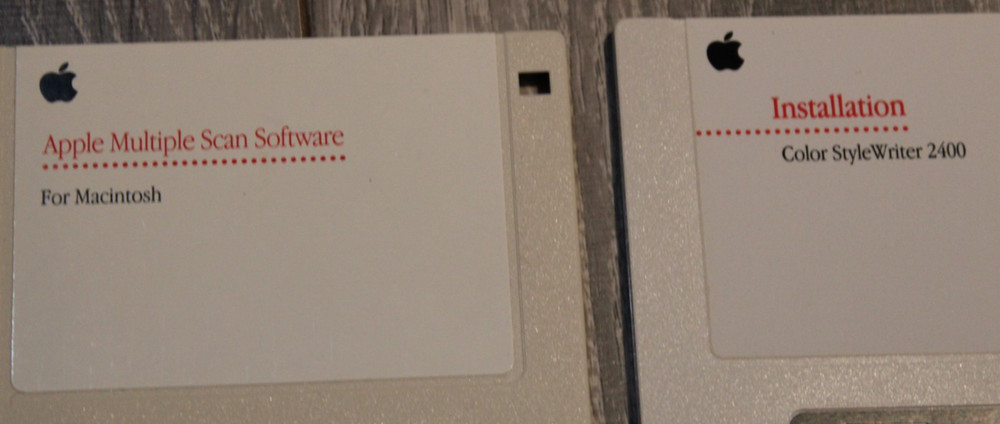 Apple Multiple Scan Software
For Macintosh
Installation
Color StyleWriter 2400